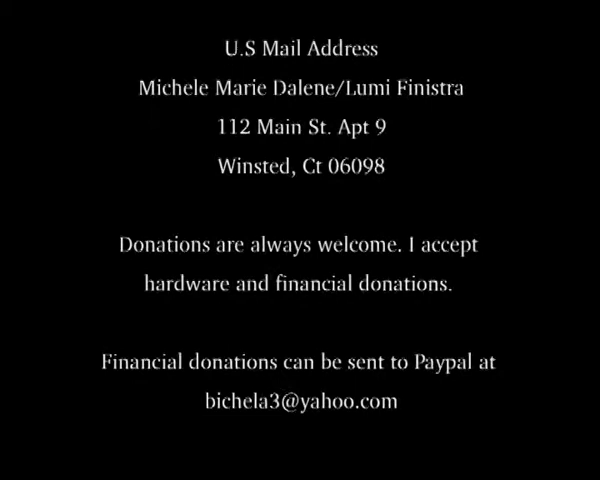 U.S Mail Address
Michele Marie Dalene/Lumi Finistra
112 Main St. Apt 9
Winsted, Ct 06098
Donations are always welcome. I accept
hardware and financial donations.
Financial donations can be sent to Paypal at
bichela3@yahoo.com